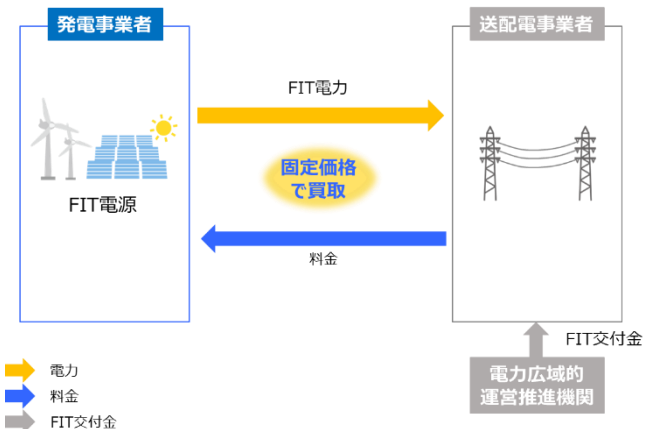 発電事業者
送配電事業者
FIT電力
固定価格
で買取
FIT電源
料金
FIT交付金
電力広域的
運営推進機関
電力
料金
FIT交付金